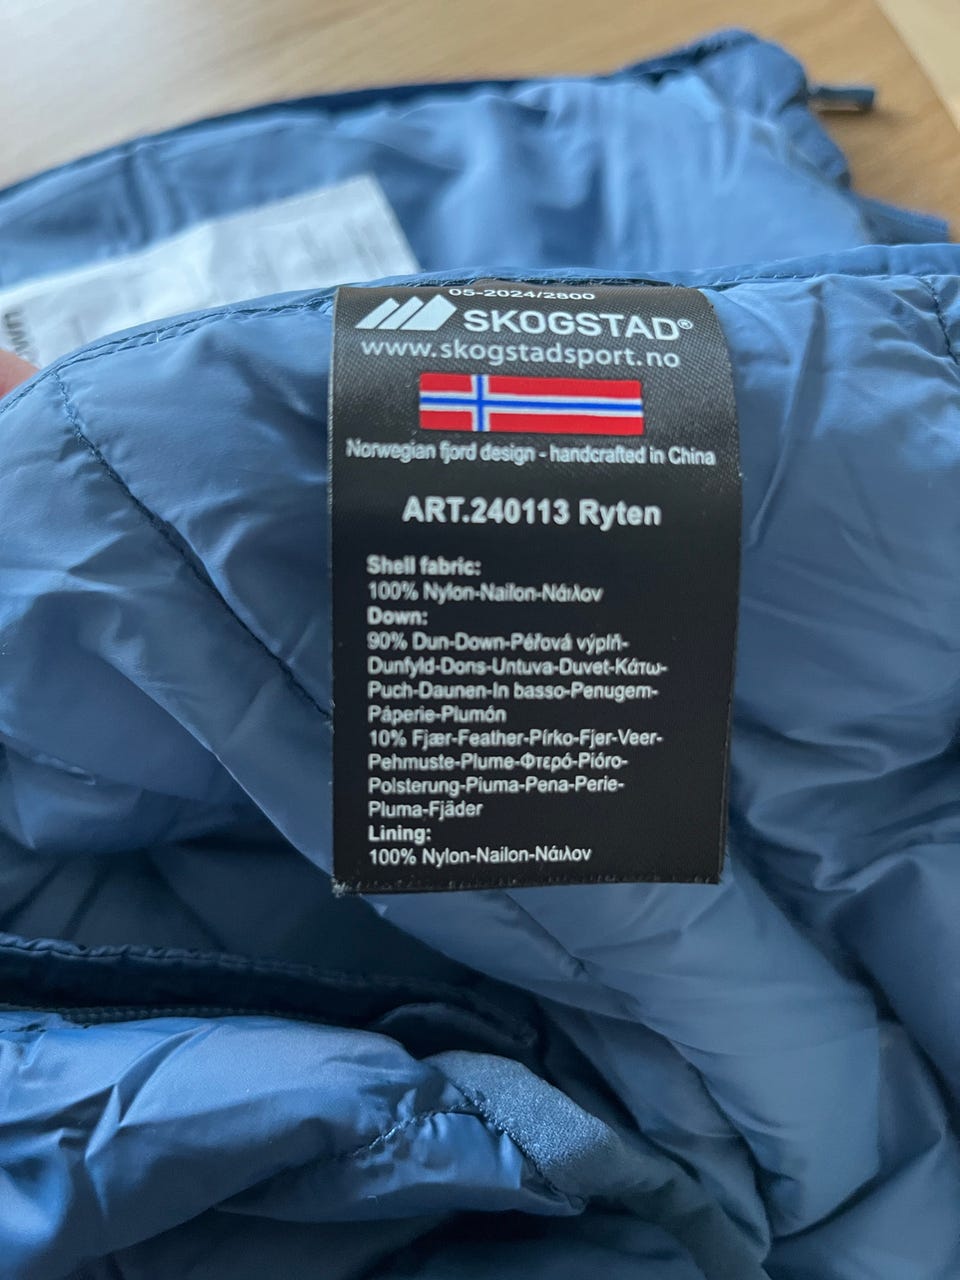 05-2024/2800
SKOGSTAD®
www.skogstadsport.no
Norwegian fjord design - handcrafted in China
ART.240113 Ryten
Shell fabric:
100% Nylon-Nailon-Νάιλον
Down:
90% Dun-Down-Péřová výplň-
Dunfyld-Dons-Untuva-Duvet-Κάτω-
Puch-Daunen-In basso-Penugem-
Páperie-Plumón
10% Fjær-Feather-Pírko-Fjer-Veer-
Pehmuste-Plume-Φτερό-Pióro-
Polsterung-Piuma-Pena-Perie-
Pluma-Fjäder
Lining:
100% Nylon-Nailon-Νάιλον